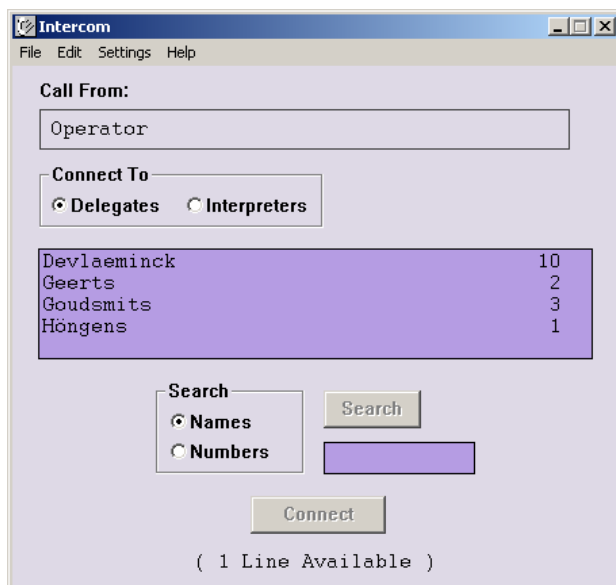 Intercom
File Edit Settings Help
Call From:
Operator
Connect To
Delegates Interpreters
Devlaeminck 10
Geerts 2
Goudsmits 3
Höngens 1
Search
Names
Search
Numbers
Connect
( 1 Line Available )